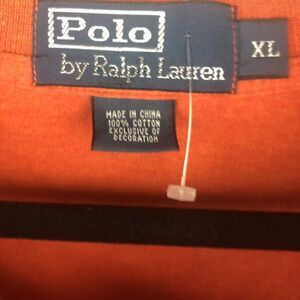 Polo
by Ralph Lauren
XL
MADE IN CHINA
100% COTTON
EXCLUSIVE OF
DECORATION